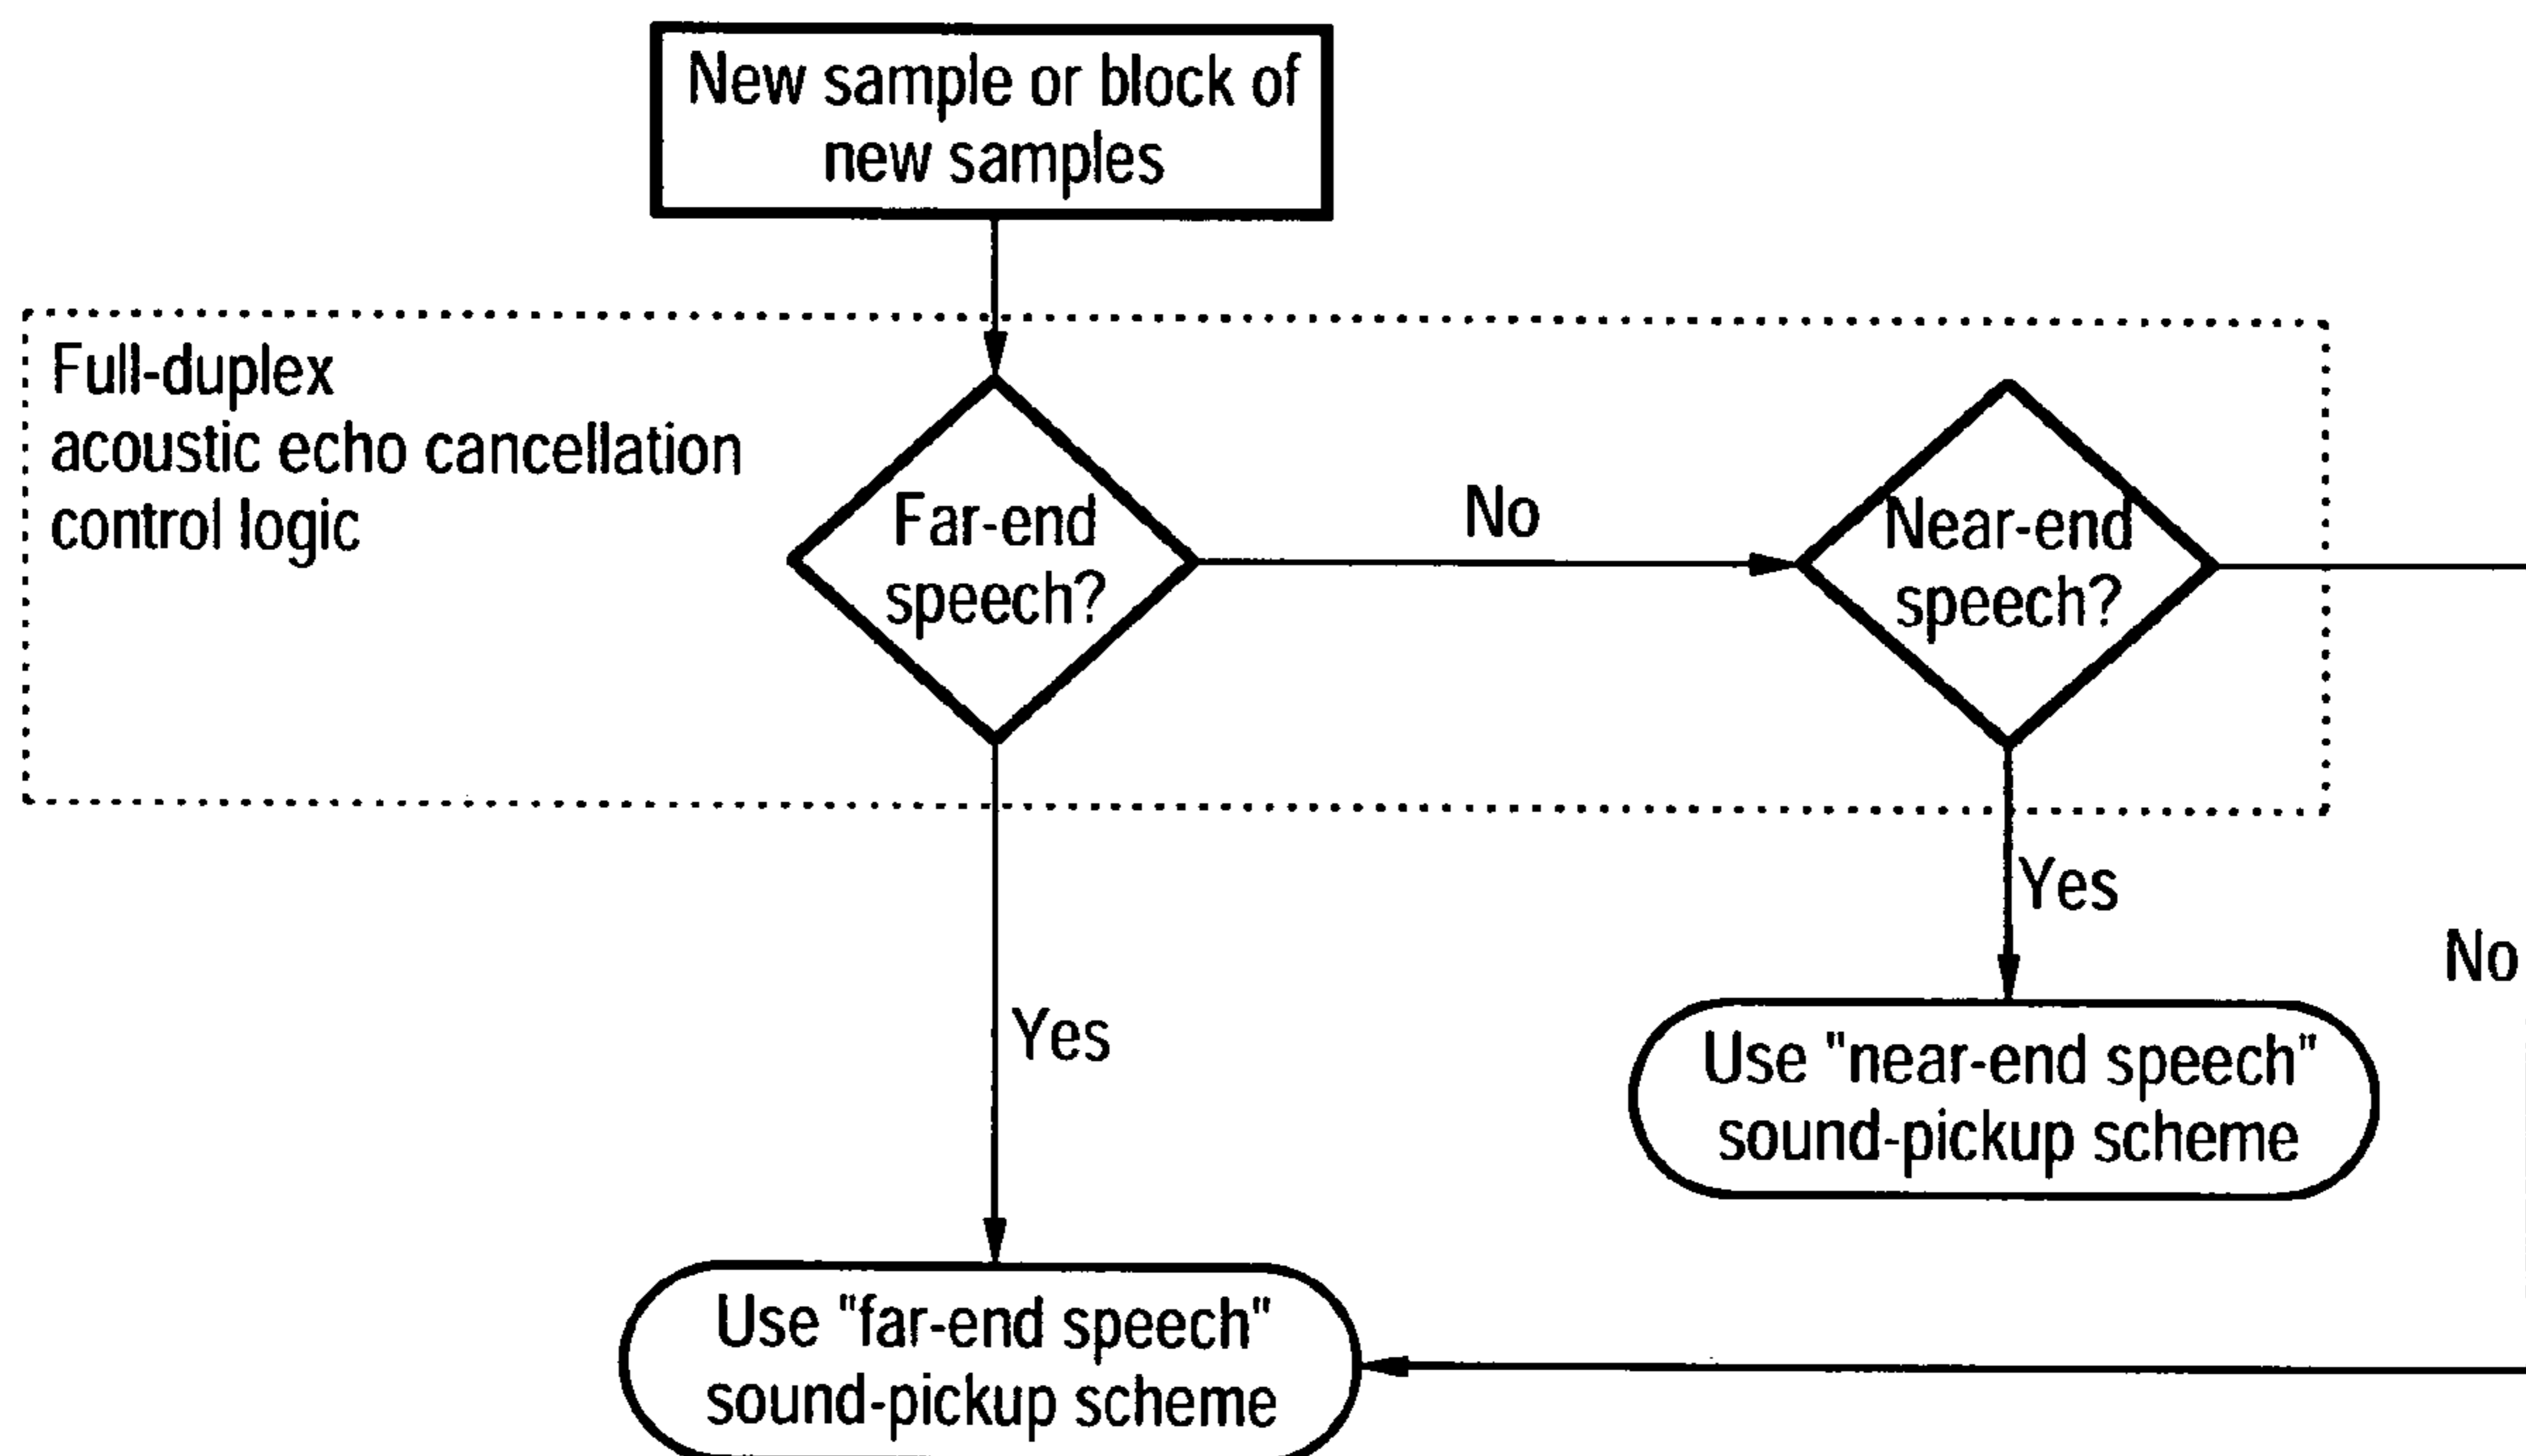 New sample or block of
new samples
Full-duplex
acoustic echo cancellation
control logic
Far-end
speech?
No
Near-end
speech?
Yes
No
Yes
Use "near-end speech"
sound-pickup scheme
Use "far-end speech"
sound-pickup scheme